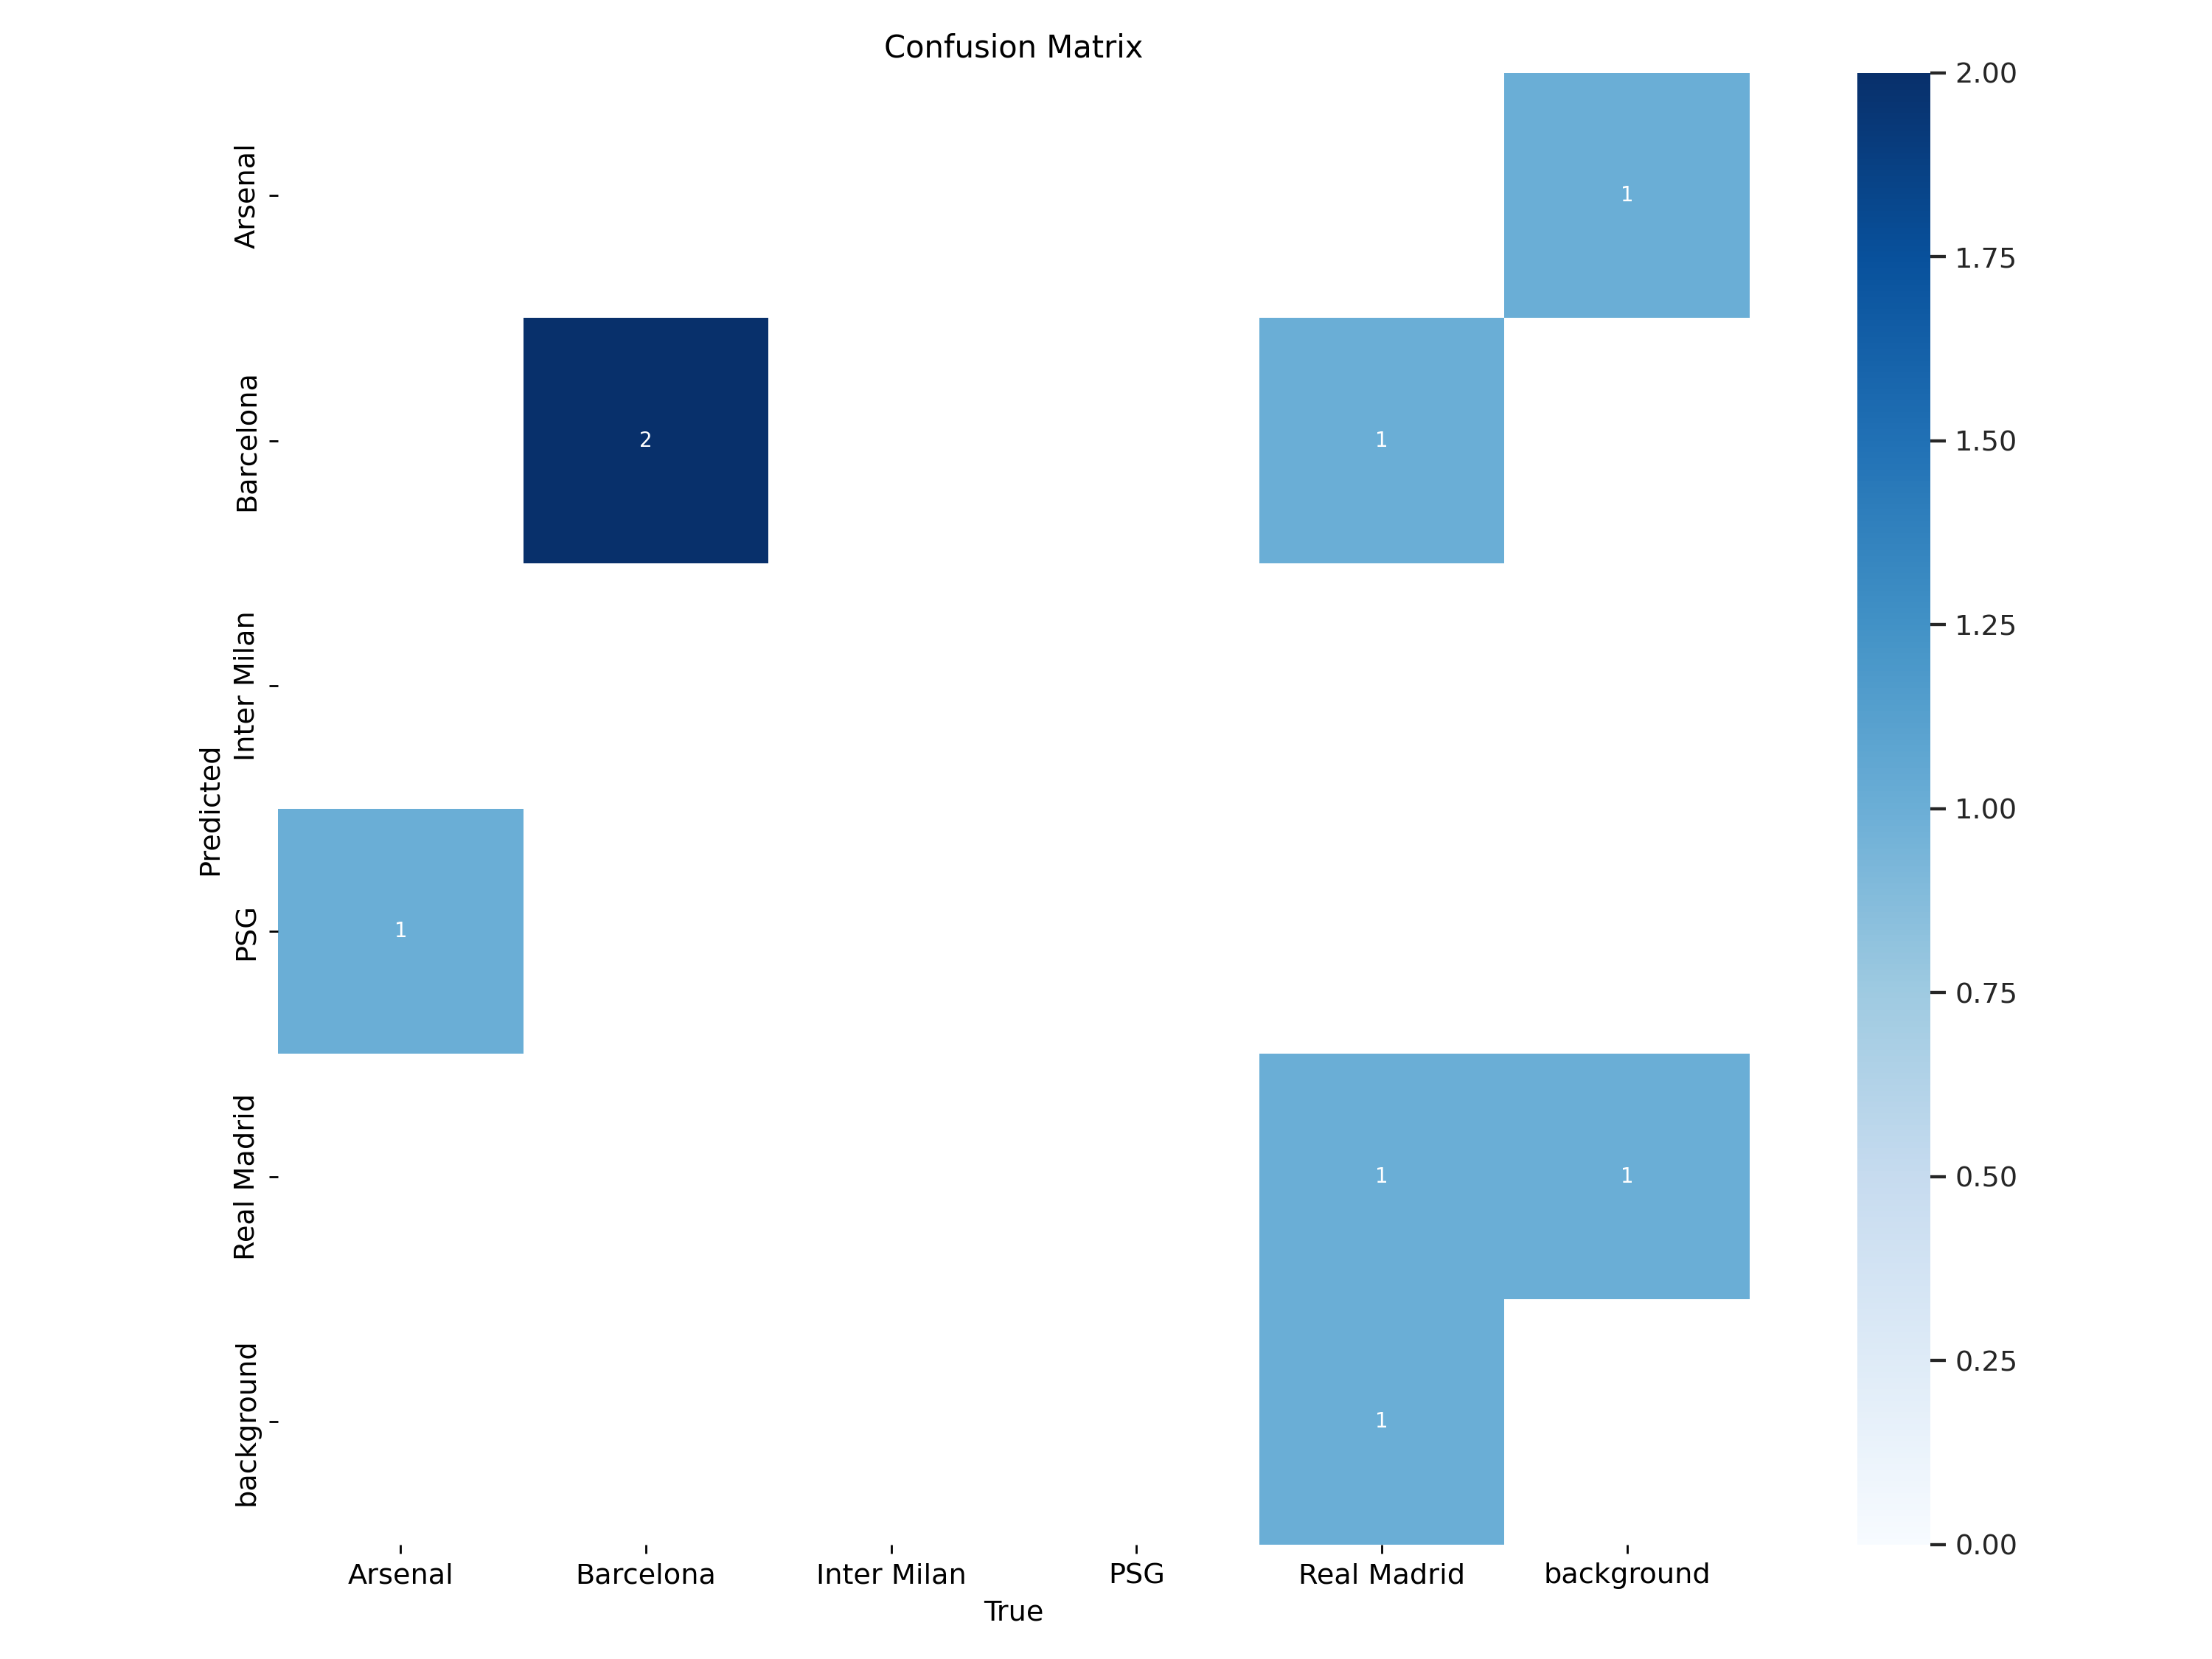 Confusion Matrix
Predicted
Arsenal
Barcelona
Inter Milan
PSG
Real Madrid
background
1
2
1
1
1
1
1
Arsenal
Barcelona
Inter Milan
PSG
Real Madrid
background
True
2.00
1.75
1.50
1.25
1.00
0.75
0.50
0.25
0.00